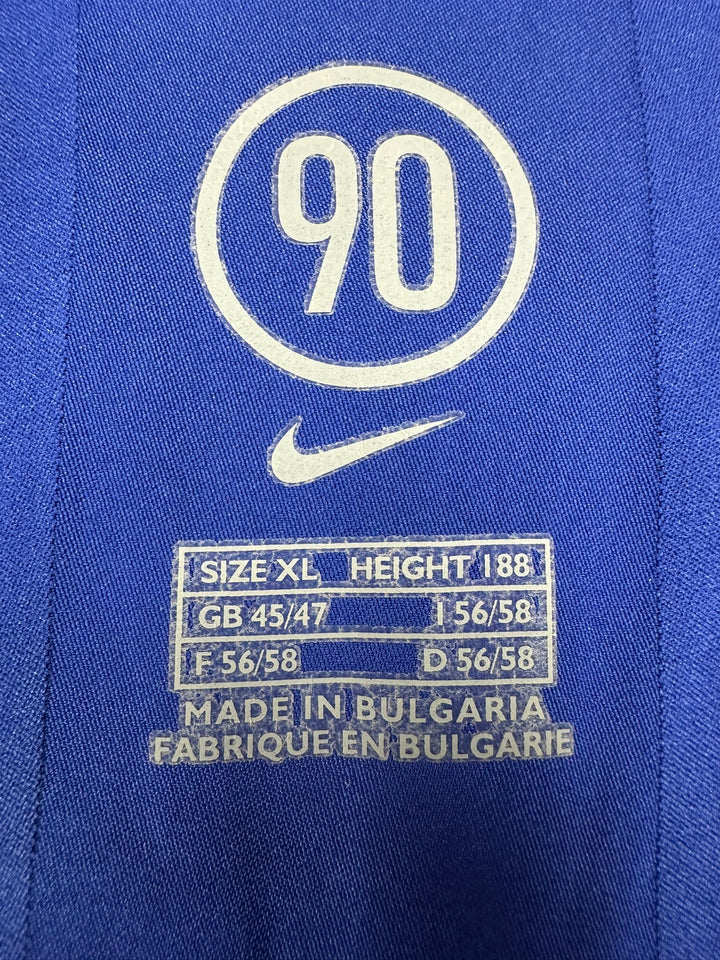 90
SIZE XL HEIGHT 188
GB 45/47 I 56/58
F 56/58 D 56/58
MADE IN BULGARIA
FABRIQUE EN BULGARIE